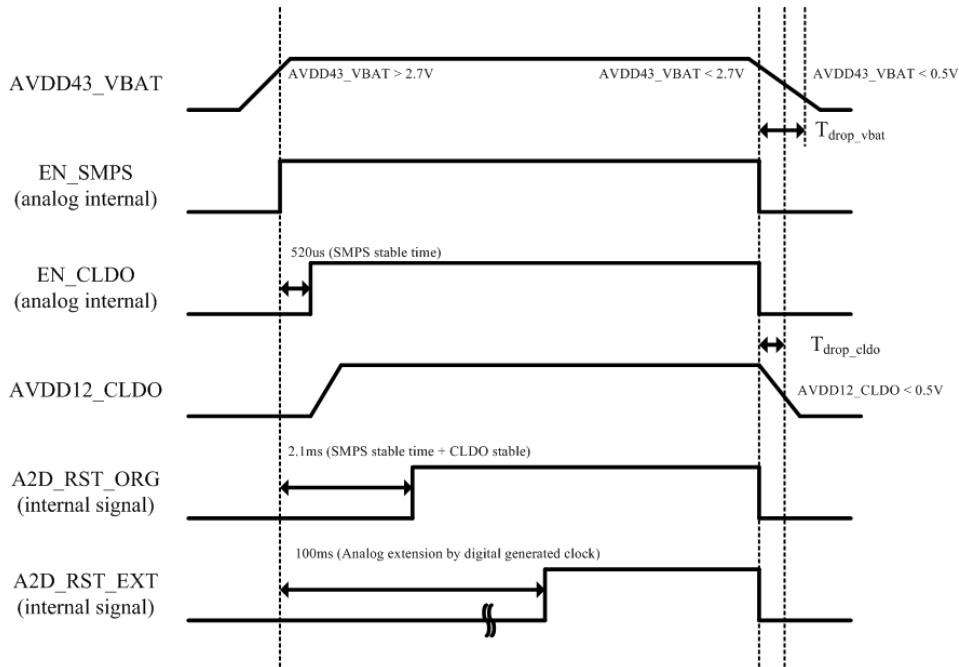 AVDD43_VBAT
AVDD43_VBAT > 2.7V
AVDD43_VBAT < 2.7V
AVDD43_VBAT < 0.5V
Tdrop_vbat
EN_SMPS
(analog internal)
520us (SMPS stable time)
EN_CLDO
(analog internal)
Tdrop_cldo
AVDD12_CLDO
AVDD12_CLDO < 0.5V
2.1ms (SMPS stable time + CLDO stable)
A2D_RST_ORG
(internal signal)
100ms (Analog extension by digital generated clock)
A2D_RST_EXT
(internal signal)